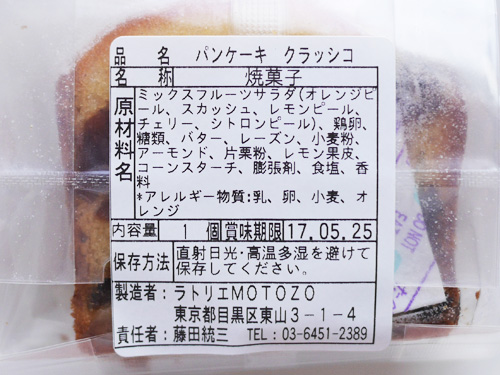 品 名 パンケーキ クラッシコ
名 称 焼菓子
原材料名
ミックスフルーツサラダ(オレンジピ
ール、スカッシュ、レモンピール、
チェリー、シトロンピール)、鶏卵、
糖類、バター、レーズン、小麦粉、
アーモンド、片栗粉、レモン果皮、
コーンスターチ、膨張剤、食塩、香
料
*アレルギー物質:乳、卵、小麦、オ
レンジ
内容量 1 個 賞味期限 17.05.25
保存方法 直射日光・高温多湿を避けて
保存してください。
製造者:ラトリエMOTOZO
東京都目黒区東山3-1-4
責任者:藤田統三 TEL:03-6451-2389
DO NOT